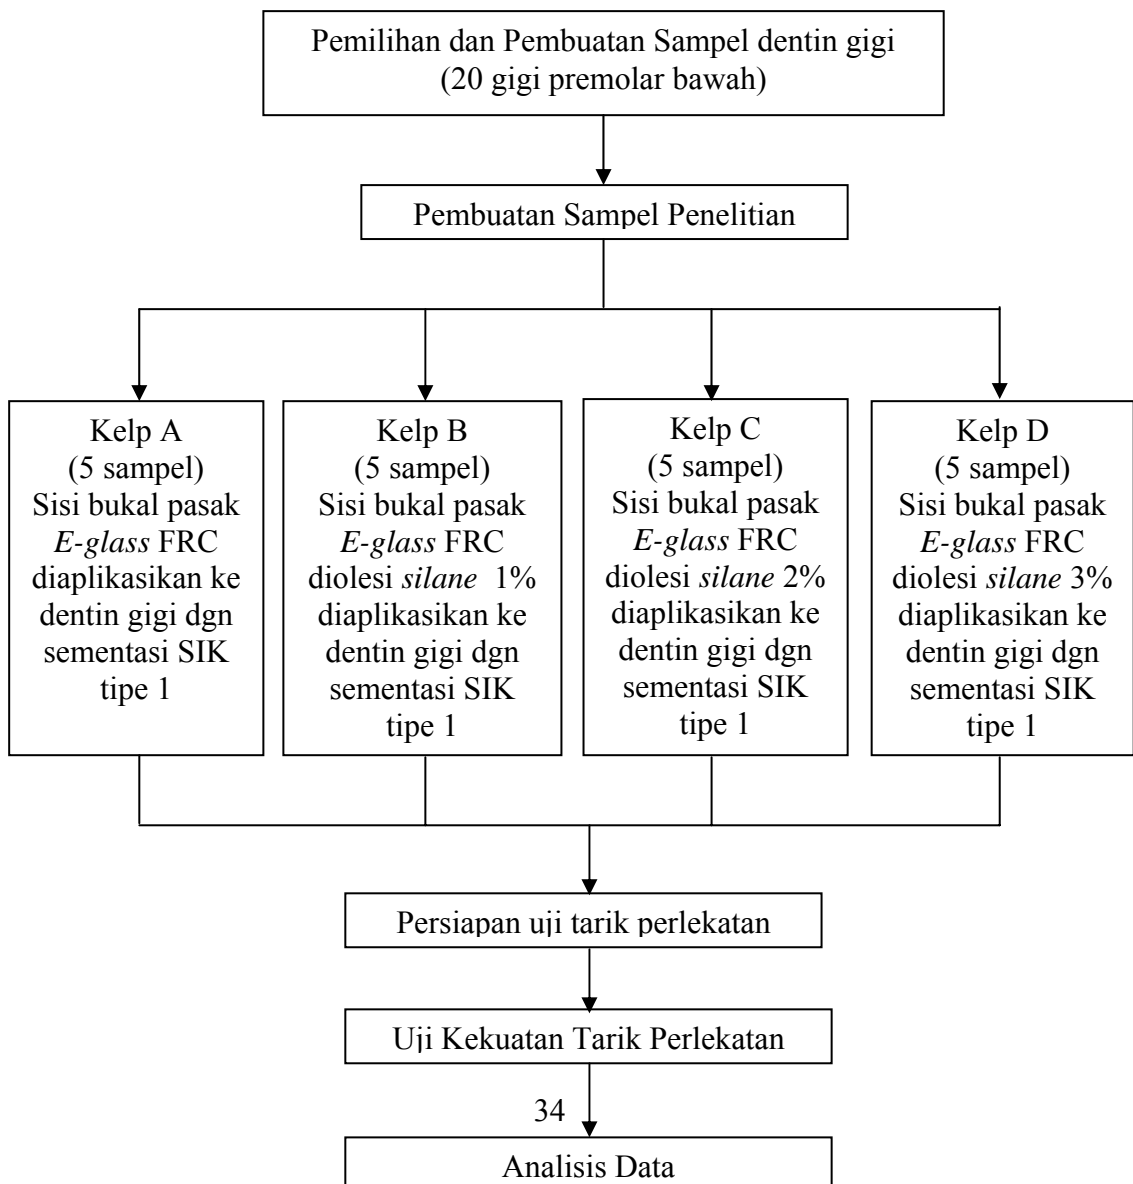 Pemilihan dan Pembuatan Sampel dentin gigi
(20 gigi premolar bawah)
Pembuatan Sampel Penelitian
Kelp A
(5 sampel)
Sisi bukal pasak
E-glass FRC
diaplikasikan ke
dentin gigi dgn
sementasi SIK
tipe 1
Kelp B
(5 sampel)
Sisi bukal pasak
E-glass FRC
diolesi silane 1%
diaplikasikan ke
dentin gigi dgn
sementasi SIK
tipe 1
Kelp C
(5 sampel)
Sisi bukal pasak
E-glass FRC
diolesi silane 2%
diaplikasikan ke
dentin gigi dgn
sementasi SIK
tipe 1
Kelp D
(5 sampel)
Sisi bukal pasak
E-glass FRC
diolesi silane 3%
diaplikasikan ke
dentin gigi dgn
sementasi SIK
tipe 1
Persiapan uji tarik perlekatan
Uji Kekuatan Tarik Perlekatan
34
Analisis Data